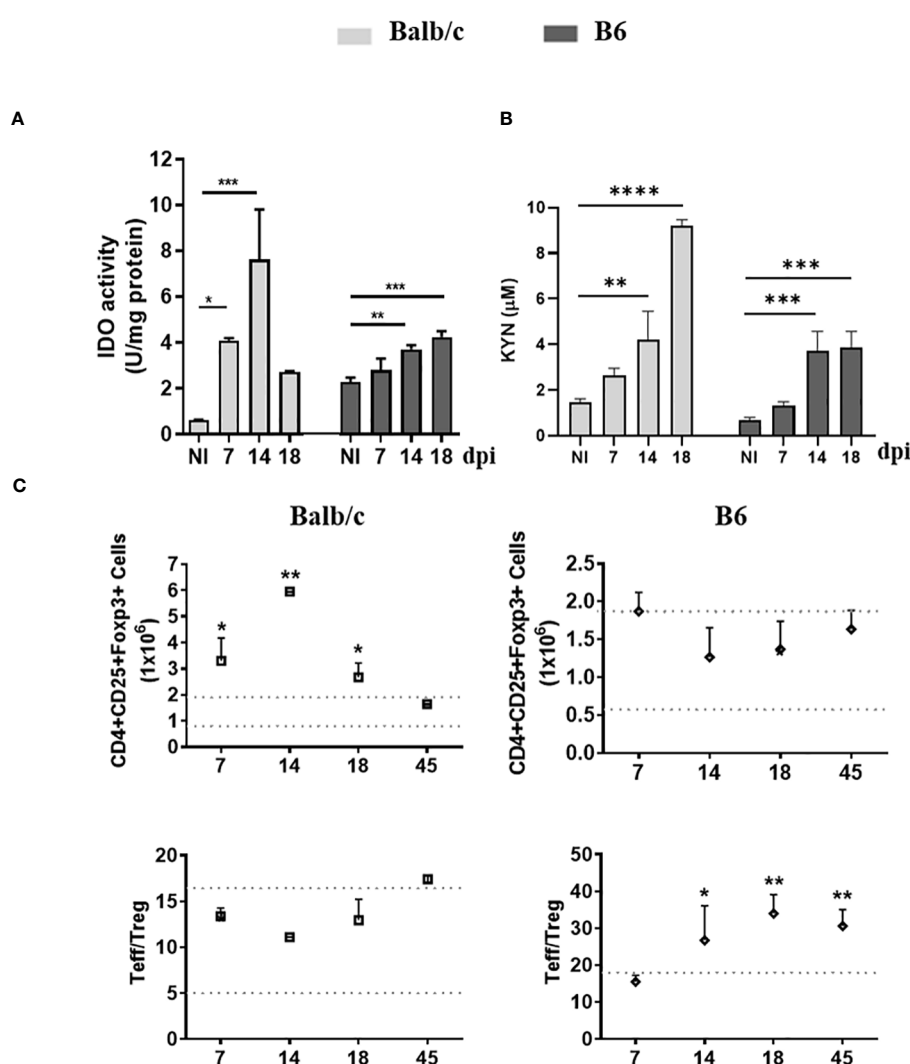 Balb/c B6
A
B
IDO activity
(U/mg protein)
12
10
8
6
4
2
0
***
*
***
**
NI 7 14 18 NI 7 14 18 dpi
KYN (μM)
10
8
6
4
2
0
****
**
***
***
NI 7 14 18 NI 7 14 18 dpi
C
Balb/c
B6
CD4+CD25+Foxp3+ Cells
(1x10⁶)
7
6
5
4
3
2
1
0
*
**
*
7 14 18 45
CD4+CD25+Foxp3+ Cells
(1x10⁶)
2.5
2.0
1.5
1.0
0.5
0.0
*
7 14 18 45
Teff/Treg
20
15
10
5
0
7 14 18 45
Teff/Treg
50
40
30
20
10
0
*
**
**
7 14 18 45